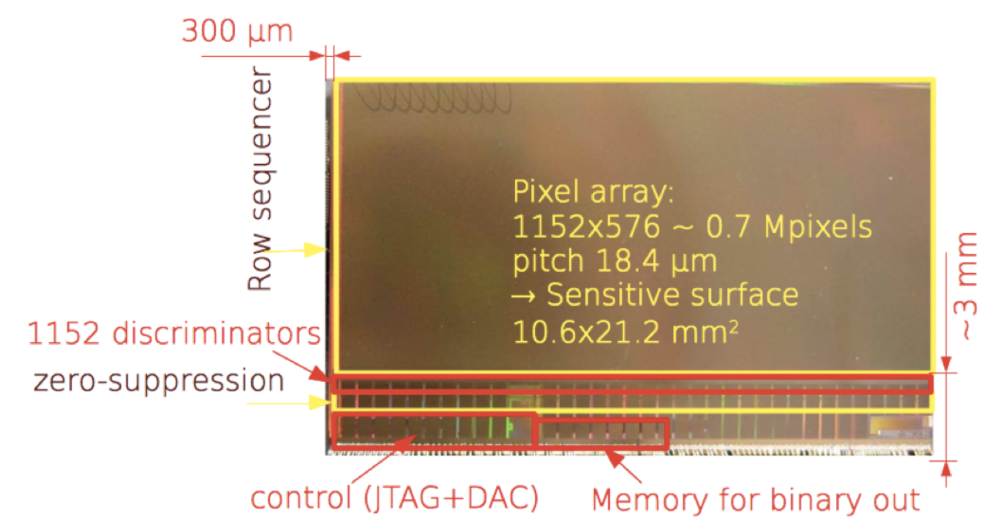 300 µm
Row sequencer
Pixel array:
1152x576 ~ 0.7 Mpixels
pitch 18.4 µm
→ Sensitive surface
10.6x21.2 mm²
~3 mm
1152 discriminators
zero-suppression
control (JTAG+DAC)
Memory for binary out